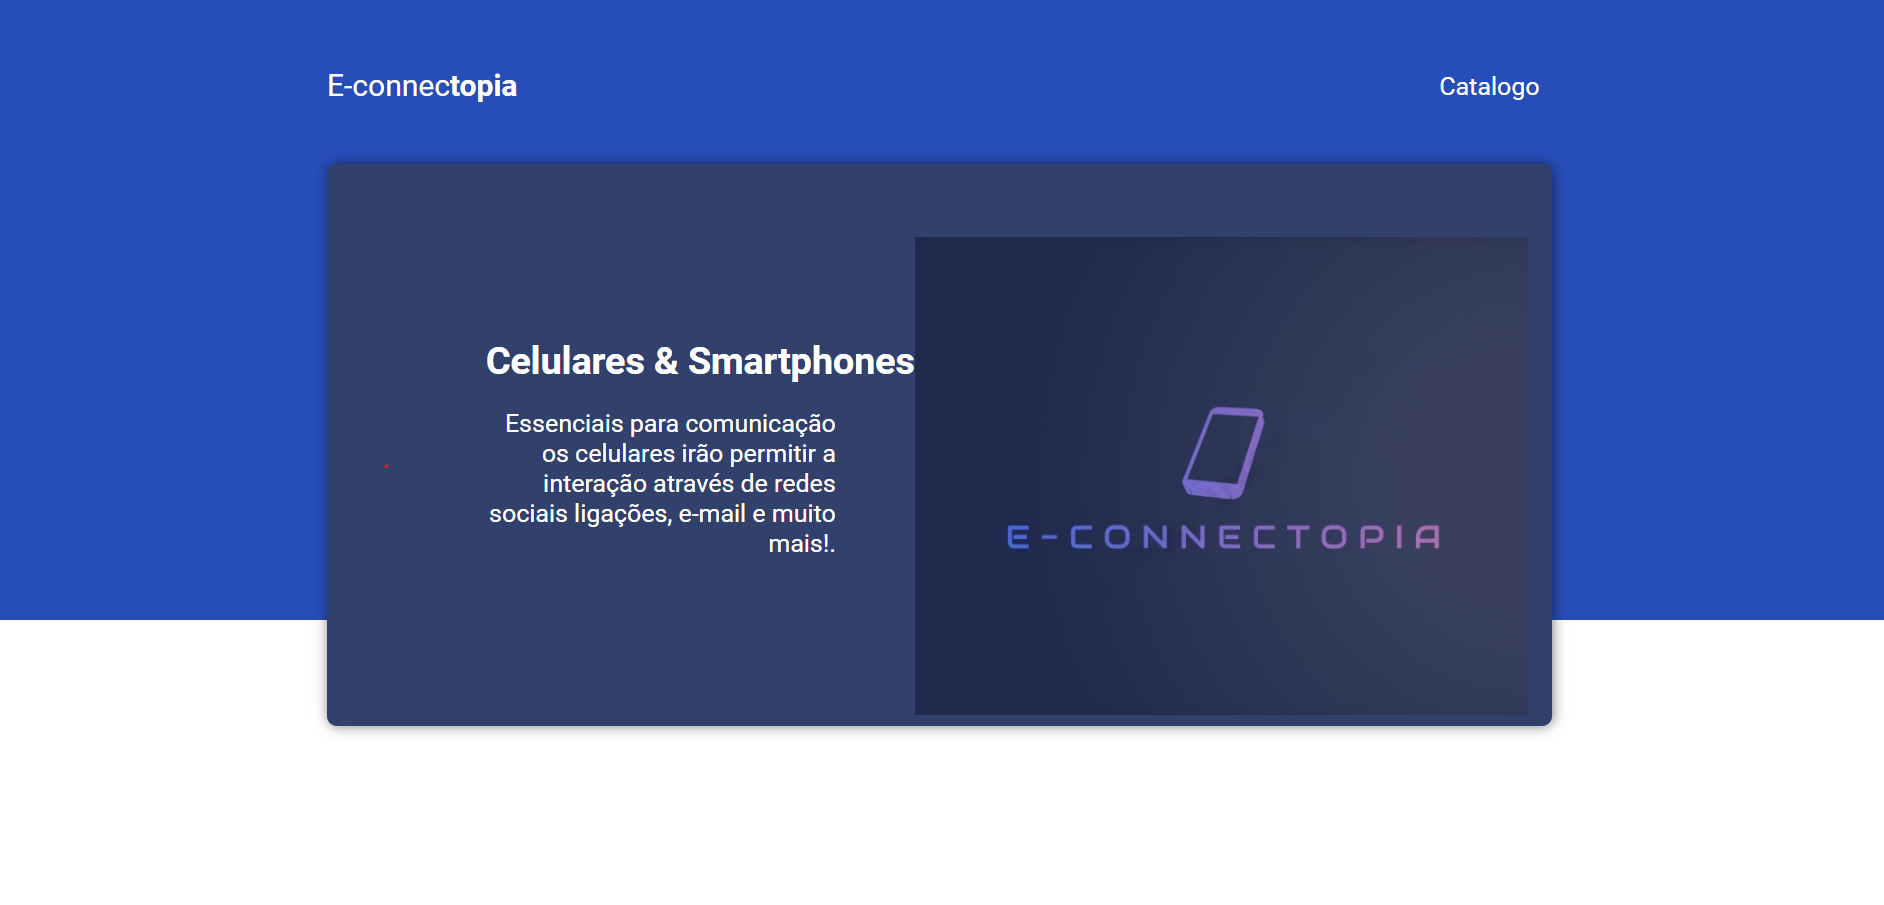 E-connectopia
Catalogo
Celulares & Smartphones
Essenciais para comunicação
os celulares irão permitir a
interação através de redes
sociais ligações, e-mail e muito
mais!.
E-CONNECTOPIA